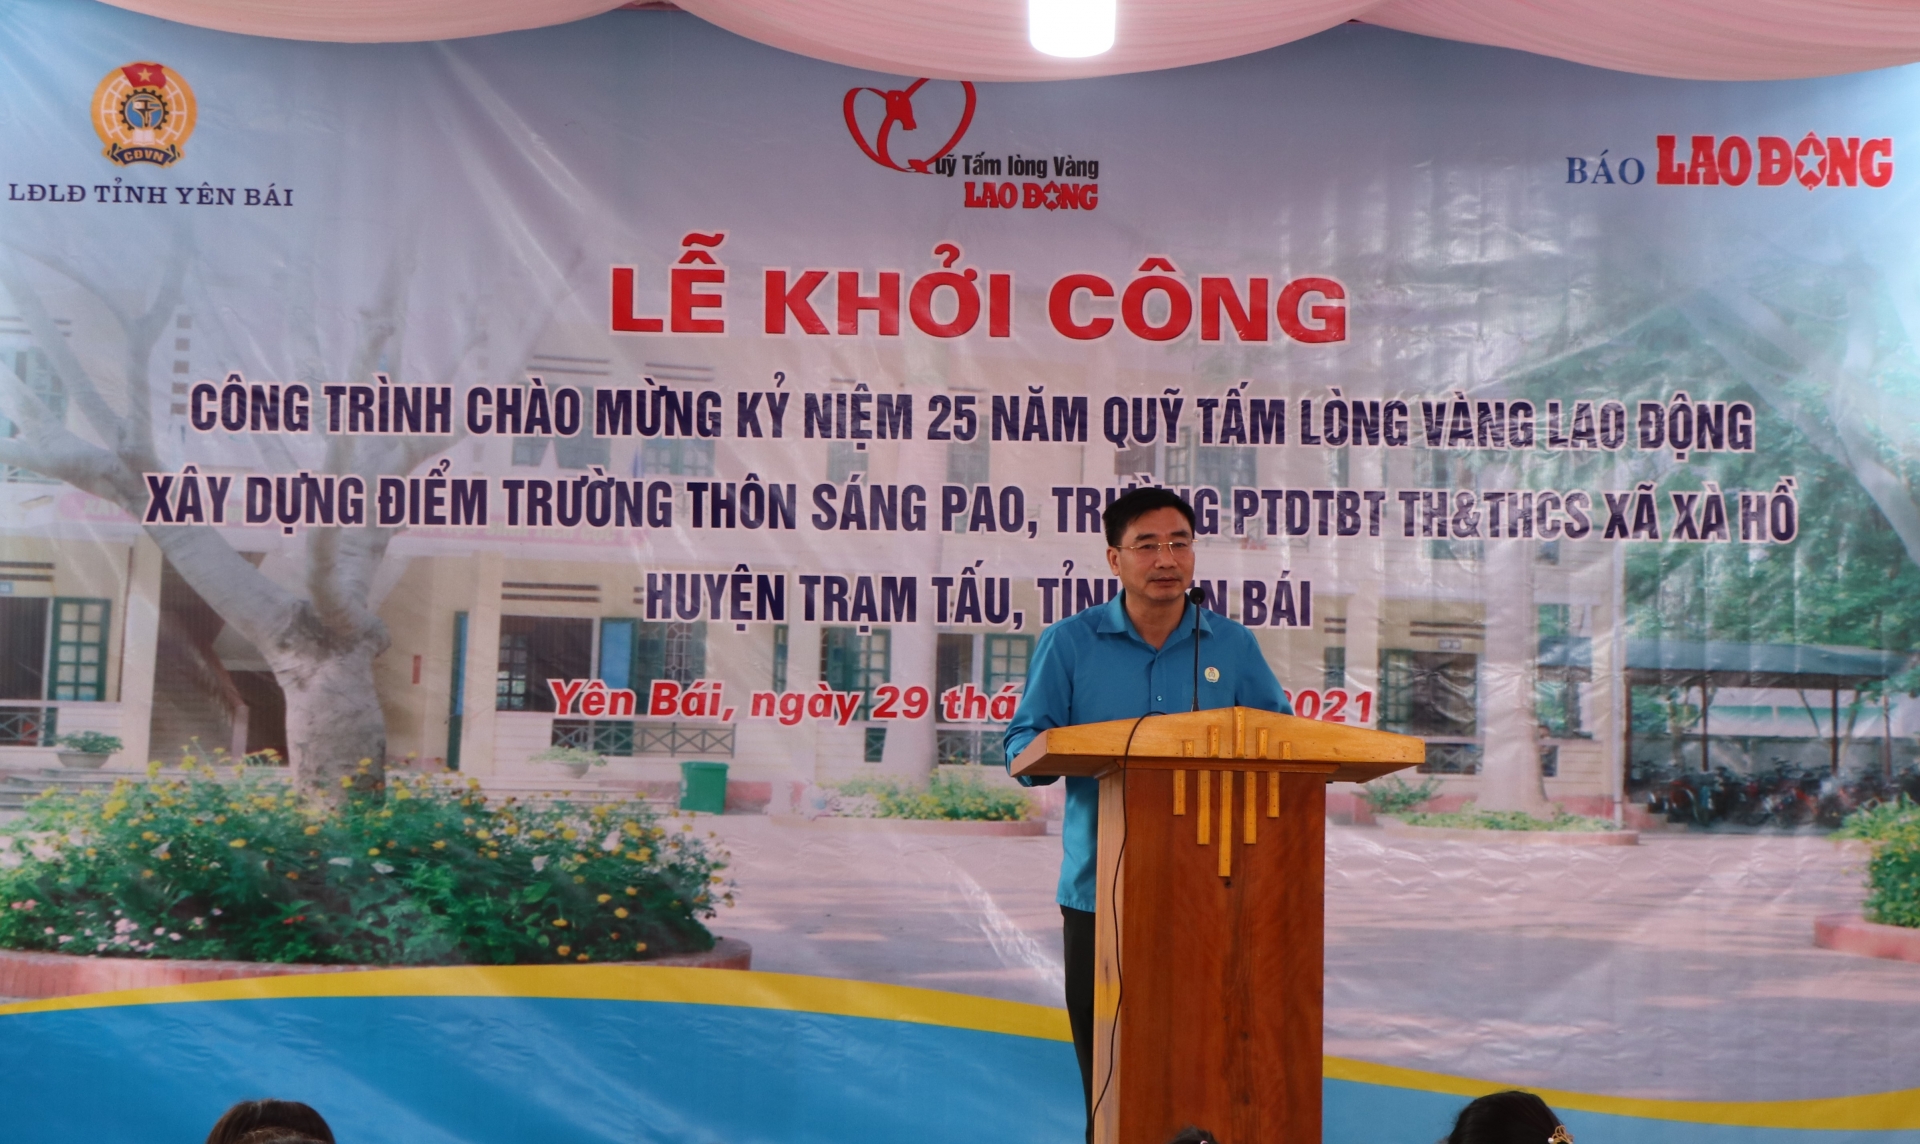 CĐVN
LĐLĐ TỈNH YÊN BÁI
Quỹ Tấm lòng Vàng
LAO ĐỘNG
BÁO LAO ĐỘNG
LỄ KHỞI CÔNG
CÔNG TRÌNH CHÀO MỪNG KỶ NIỆM 25 NĂM QUỸ TẤM LÒNG VÀNG LAO ĐỘNG
XÂY DỰNG ĐIỂM TRƯỜNG THÔN SÁNG PAO, TRƯỜNG PTDTBT TH&THCS XÃ XÀ HỒ
HUYỆN TRẠM TẤU, TỈNH YÊN BÁI
Yên Bái, ngày 29 2021